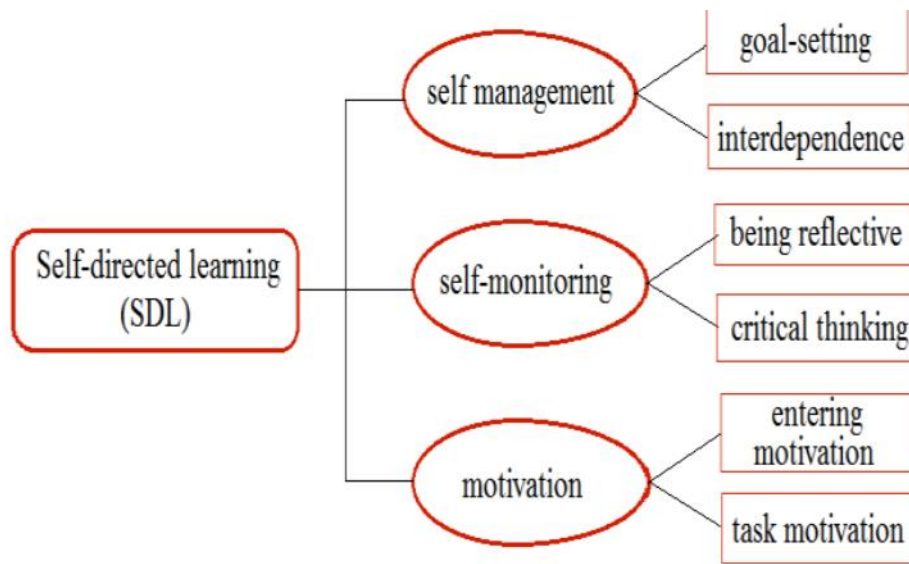 goal-setting
self management
interdependence
being reflective
Self-directed learning
(SDL)
self-monitoring
critical thinking
entering
motivation
motivation
task motivation